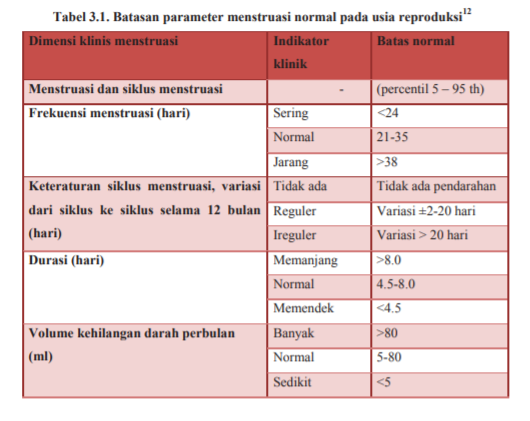 Tabel 3.1. Batasan parameter menstruasi normal pada usia reproduksi12
Dimensi klinis menstruasi Indikator klinik Batas normal
Menstruasi dan siklus menstruasi - (percentil 5 – 95 th)
Frekuensi menstruasi (hari) Sering <24
Normal 21-35
Jarang >38
Keteraturan siklus menstruasi, variasi Tidak ada Tidak ada pendarahan
dari siklus ke siklus selama 12 bulan Reguler Variasi ±2-20 hari
(hari) Ireguler Variasi > 20 hari
Durasi (hari) Memanjang >8.0
Normal 4.5-8.0
Memendek <4.5
Volume kehilangan darah perbulan Banyak >80
(ml) Normal 5-80
Sedikit <5